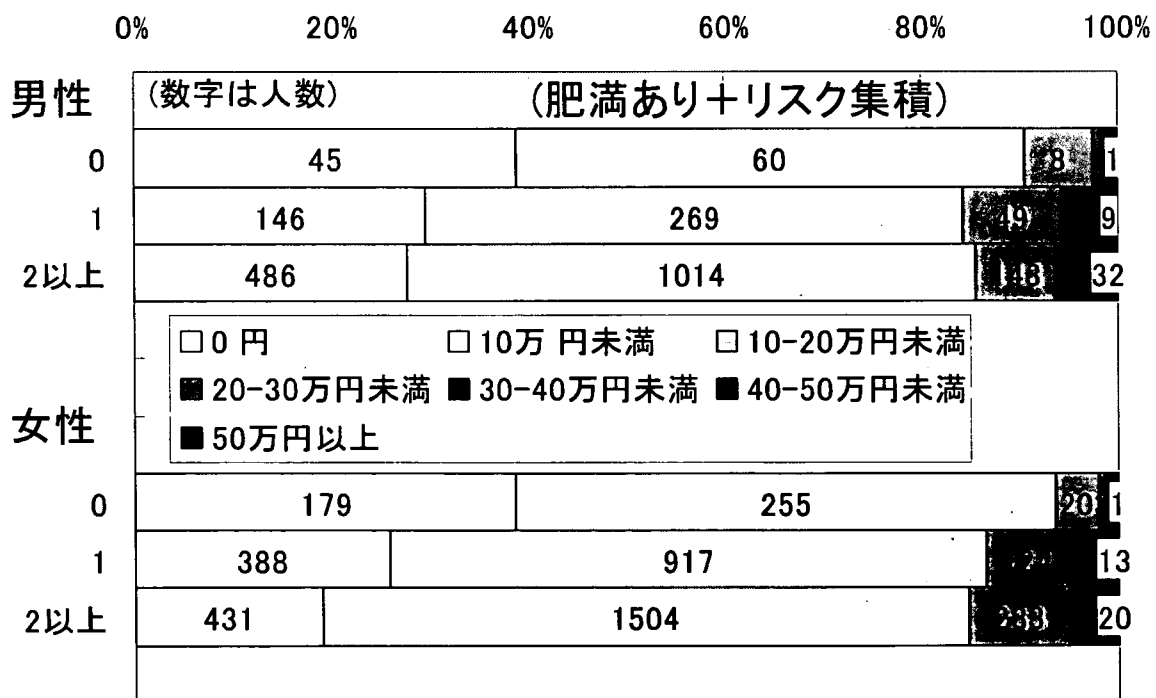 0% 20% 40% 60% 80% 100%
男性 (数字は人数) (肥満あり+リスク集積)
0 45 60 8 1
1 146 269 49 9
2以上 486 1014 148 32
□0 円 □10万 円未満 □10-20万円未満
■20-30万円未満 ■30-40万円未満 ■40-50万円未満
女性
■50万円以上
0 179 255 20 1
1 388 917 13
2以上 431 1504 20